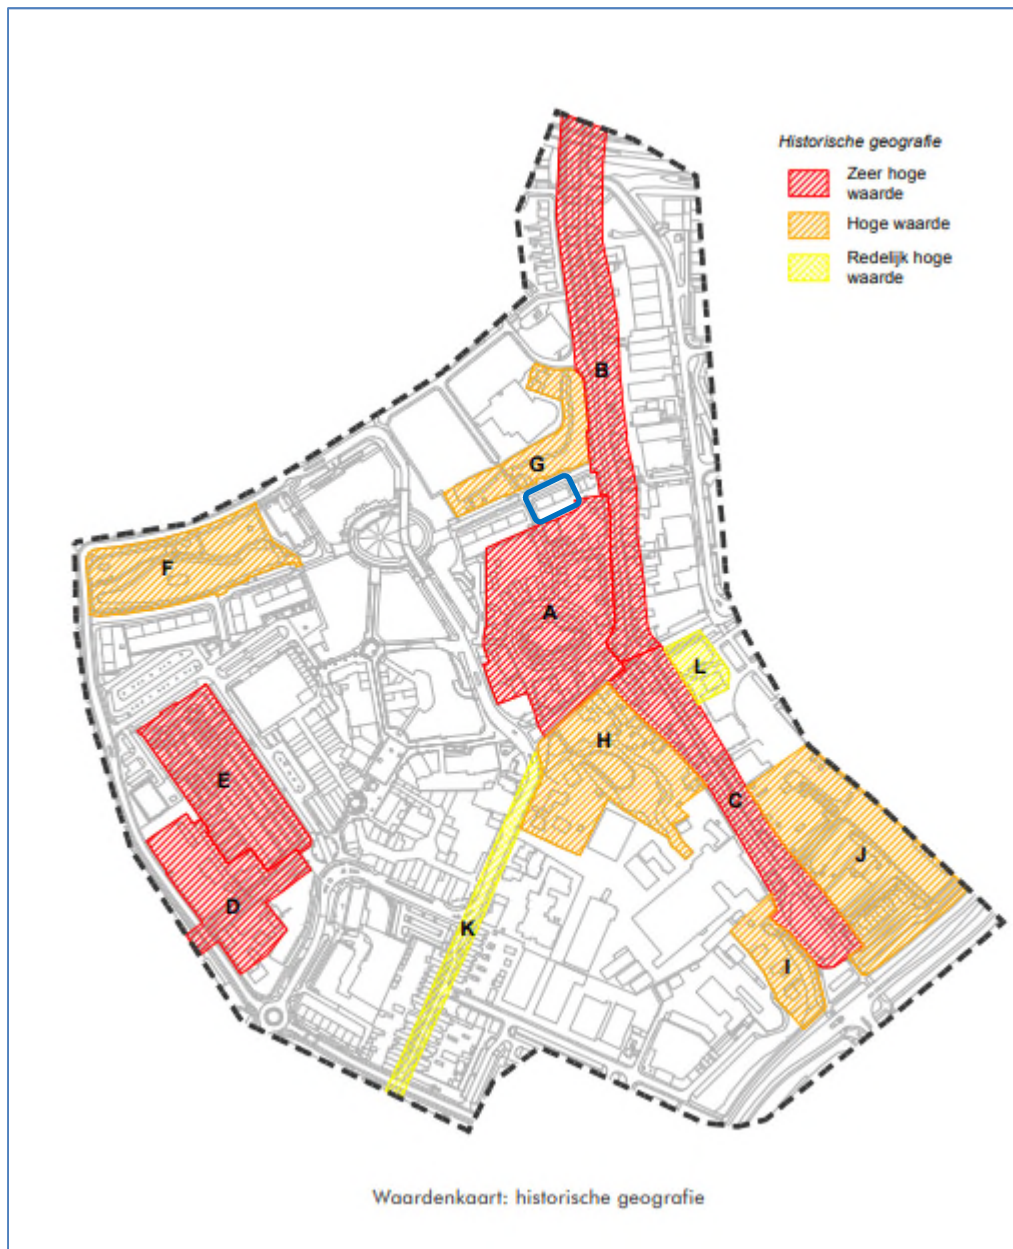 Historische geografie
Zeer hoge
waarde
Hoge waarde
Redelijk hoge
waarde
B
G
F
A
L
H
E
C
J
D
K
I
Waardenkaart: historische geografie